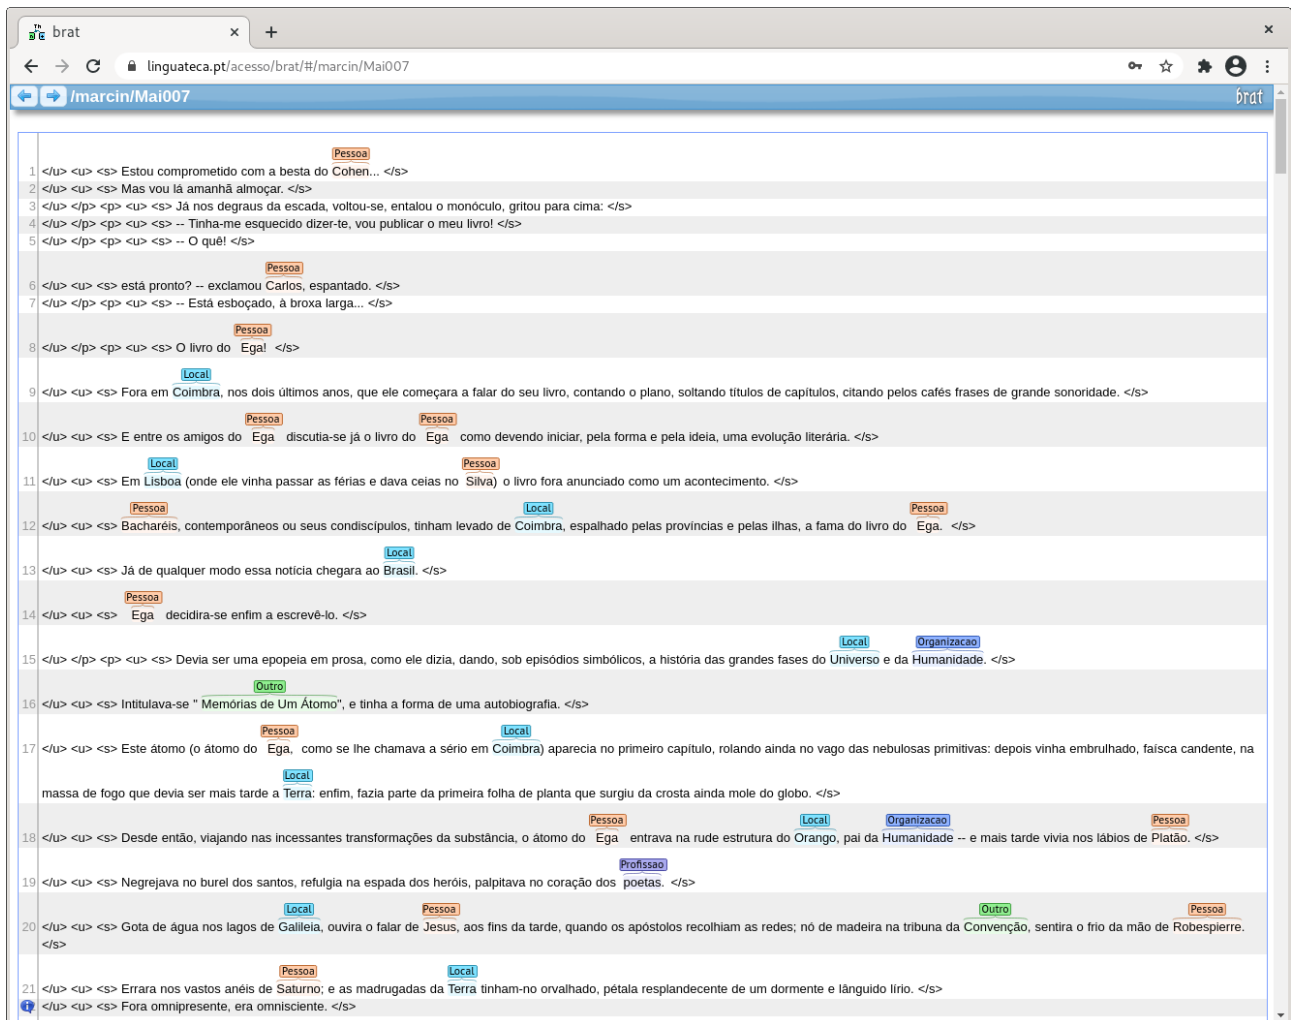 brat
linguateca.pt/acesso/brat/#/marcin/Mai007
/marcin/Mai007 brat
Pessoa
1 </u> <u> <s> Estou comprometido com a besta do Cohen... </s>
2 </u> <u> <s> Mas vou lá amanhã almoçar. </s>
3 </u> </p> <p> <u> <s> Já nos degraus da escada, voltou-se, entalou o monóculo, gritou para cima: </s>
4 </u> </p> <p> <u> <s> -- Tinha-me esquecido dizer-te, vou publicar o meu livro! </s>
5 </u> </p> <p> <u> <s> -- O quê! </s>
Pessoa
6 </u> <u> <s> está pronto? -- exclamou Carlos, espantado. </s>
7 </u> </p> <p> <u> <s> -- Está esboçado, à broxa larga... </s>
Pessoa
8 </u> </p> <p> <u> <s> O livro do Ega! </s>
Local
9 </u> <u> <s> Fora em Coimbra, nos dois últimos anos, que ele começara a falar do seu livro, contando o plano, soltando títulos de capítulos, citando pelos cafés frases de grande sonoridade. </s>
Pessoa Pessoa
10 </u> <u> <s> E entre os amigos do Ega discutia-se já o livro do Ega como devendo iniciar, pela forma e pela ideia, uma evolução literária. </s>
Local Pessoa
11 </u> <u> <s> Em Lisboa (onde ele vinha passar as férias e dava ceias no Silva) o livro fora anunciado como um acontecimento. </s>
Pessoa Local Pessoa
12 </u> <u> <s> Bacharéis, contemporâneos ou seus condiscípulos, tinham levado de Coimbra, espalhado pelas províncias e pelas ilhas, a fama do livro do Ega. </s>
Local
13 </u> <u> <s> Já de qualquer modo essa notícia chegara ao Brasil. </s>
Pessoa
14 </u> <u> <s> Ega decidira-se enfim a escrevê-lo. </s>
Local Organizacao
15 </u> </p> <p> <u> <s> Devia ser uma epopeia em prosa, como ele dizia, dando, sob episódios simbólicos, a história das grandes fases do Universo e da Humanidade. </s>
Outro
16 </u> <u> <s> Intitulava-se " Memórias de Um Átomo", e tinha a forma de uma autobiografia. </s>
Pessoa Local
17 </u> <u> <s> Este átomo (o átomo do Ega, como se lhe chamava a sério em Coimbra) aparecia no primeiro capítulo, rolando ainda no vago das nebulosas primitivas: depois vinha embrulhado, faísca candente, na
Local
massa de fogo que devia ser mais tarde a Terra: enfim, fazia parte da primeira folha de planta que surgiu da crosta ainda mole do globo. </s>
Pessoa Local Organizacao Pessoa
18 </u> <u> <s> Desde então, viajando nas incessantes transformações da substância, o átomo do Ega entrava na rude estrutura do Orango, pai da Humanidade -- e mais tarde vivia nos lábios de Platão. </s>
Profissao
19 </u> <u> <s> Negrejava no burel dos santos, refulgia na espada dos heróis, palpitava no coração dos poetas. </s>
Local Pessoa Outro Pessoa
20 </u> <u> <s> Gota de água nos lagos de Galileia, ouvira o falar de Jesus, aos fins da tarde, quando os apóstolos recolhiam as redes; nó de madeira na tribuna da Convenção, sentira o frio da mão de Robespierre.
</s>
Pessoa Local
21 </u> <u> <s> Errara nos vastos anéis de Saturno; e as madrugadas da Terra tinham-no orvalhado, pétala resplandecente de um dormente e lânguido lírio. </s>
</u> <u> <s> Fora omnipresente, era omnisciente. </s>